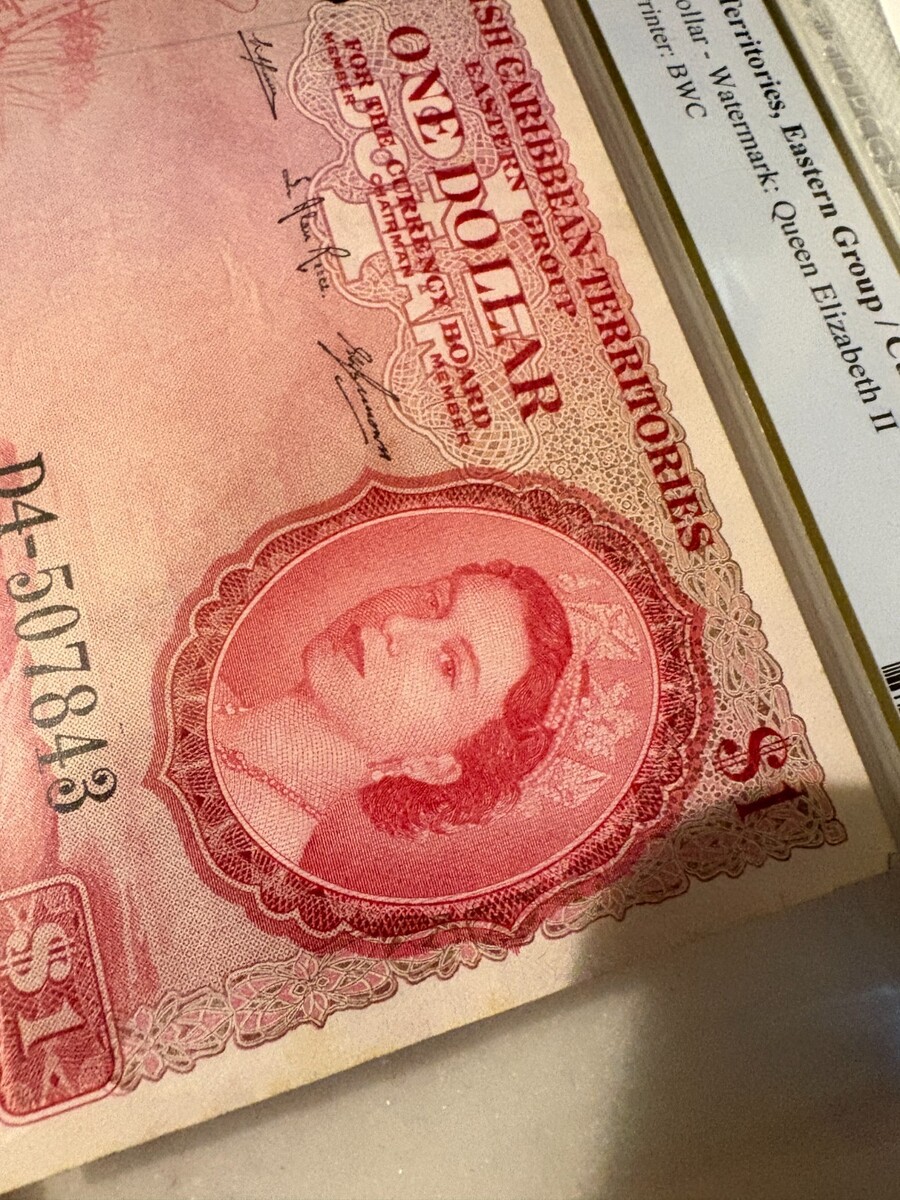 Territories, Eastern Group /
ollar - Watermark: Queen Elizabeth II
rinter: BWC
SH CARIBBEAN TERRITORIES
EASTERN GROUP
ONE DOLLAR
FOR THE CURRENCY BOARD
MEMBER CHAIRMAN MEMBER
D4-507843
$1
$1